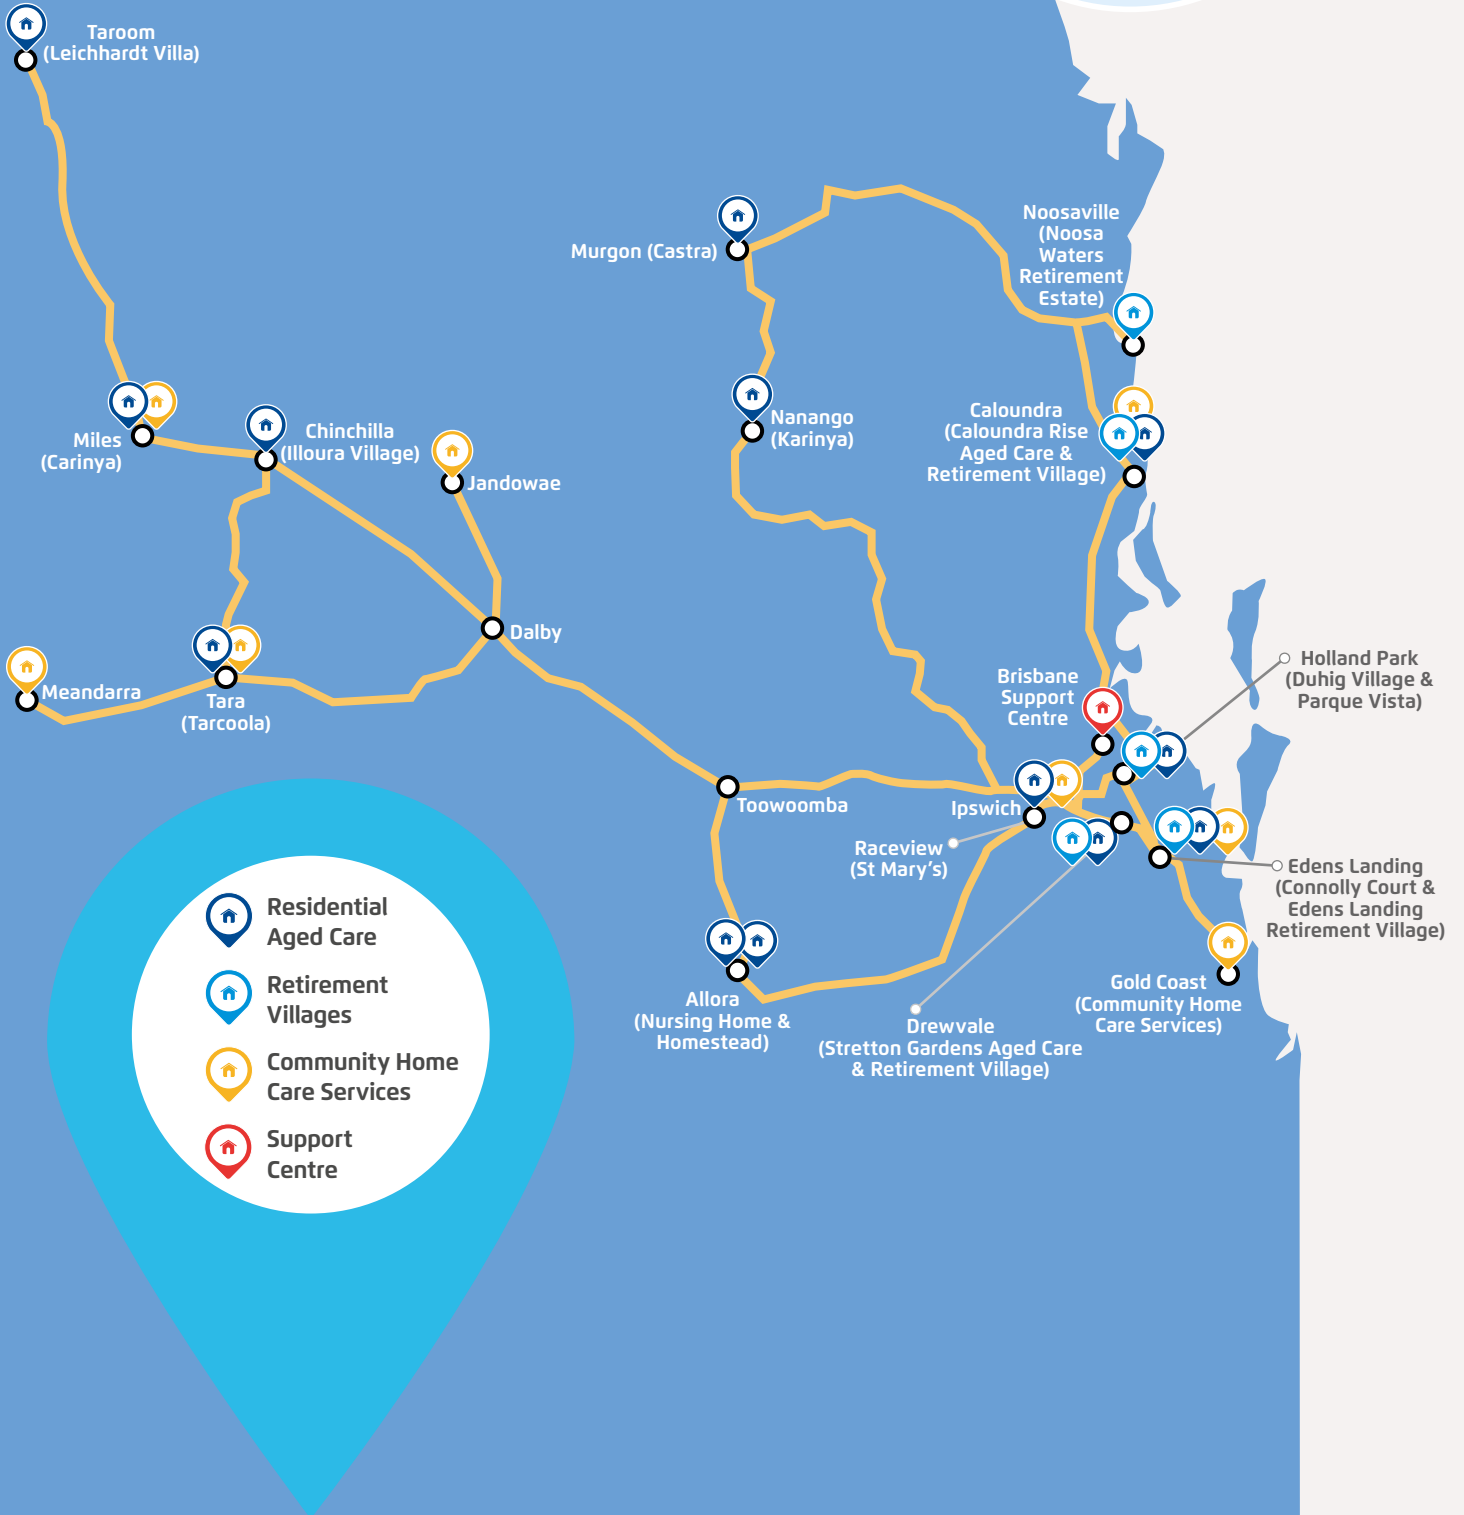 Taroom
(Leichhardt Villa)
Noosaville
(Noosa
Waters
Retirement
Estate)
Murgon (Castra)
Miles
(Carinya)
Chinchilla
(Illoura Village)
Jandowae
Nanango
(Karinya)
Caloundra
(Caloundra Rise
Aged Care &
Retirement Village)
Dalby
Meandarra
Tara
(Tarcoola)
Brisbane
Support
Centre
Holland Park
(Duhig Village &
Parque Vista)
Toowoomba
Ipswich
Raceview
(St Mary's)
Edens Landing
(Connolly Court &
Edens Landing
Retirement Village)
Allora
(Nursing Home &
Homestead)
Drewvale
(Stretton Gardens Aged Care
& Retirement Village)
Gold Coast
(Community Home
Care Services)
Residential
Aged Care
Retirement
Villages
Community Home
Care Services
Support
Centre